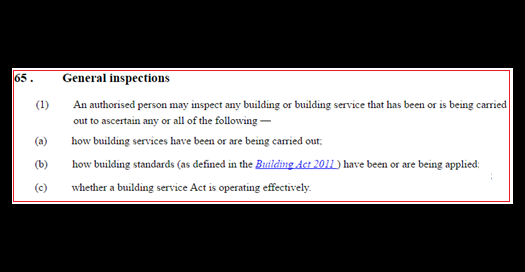 65 . General inspections
(1) An authorised person may inspect any building or building service that has been or is being carried
out to ascertain any or all of the following —
(a) how building services have been or are being carried out;
(b) how building standards (as defined in the Building Act 2011 ) have been or are being applied;
;
(c) whether a building service Act is operating effectively.